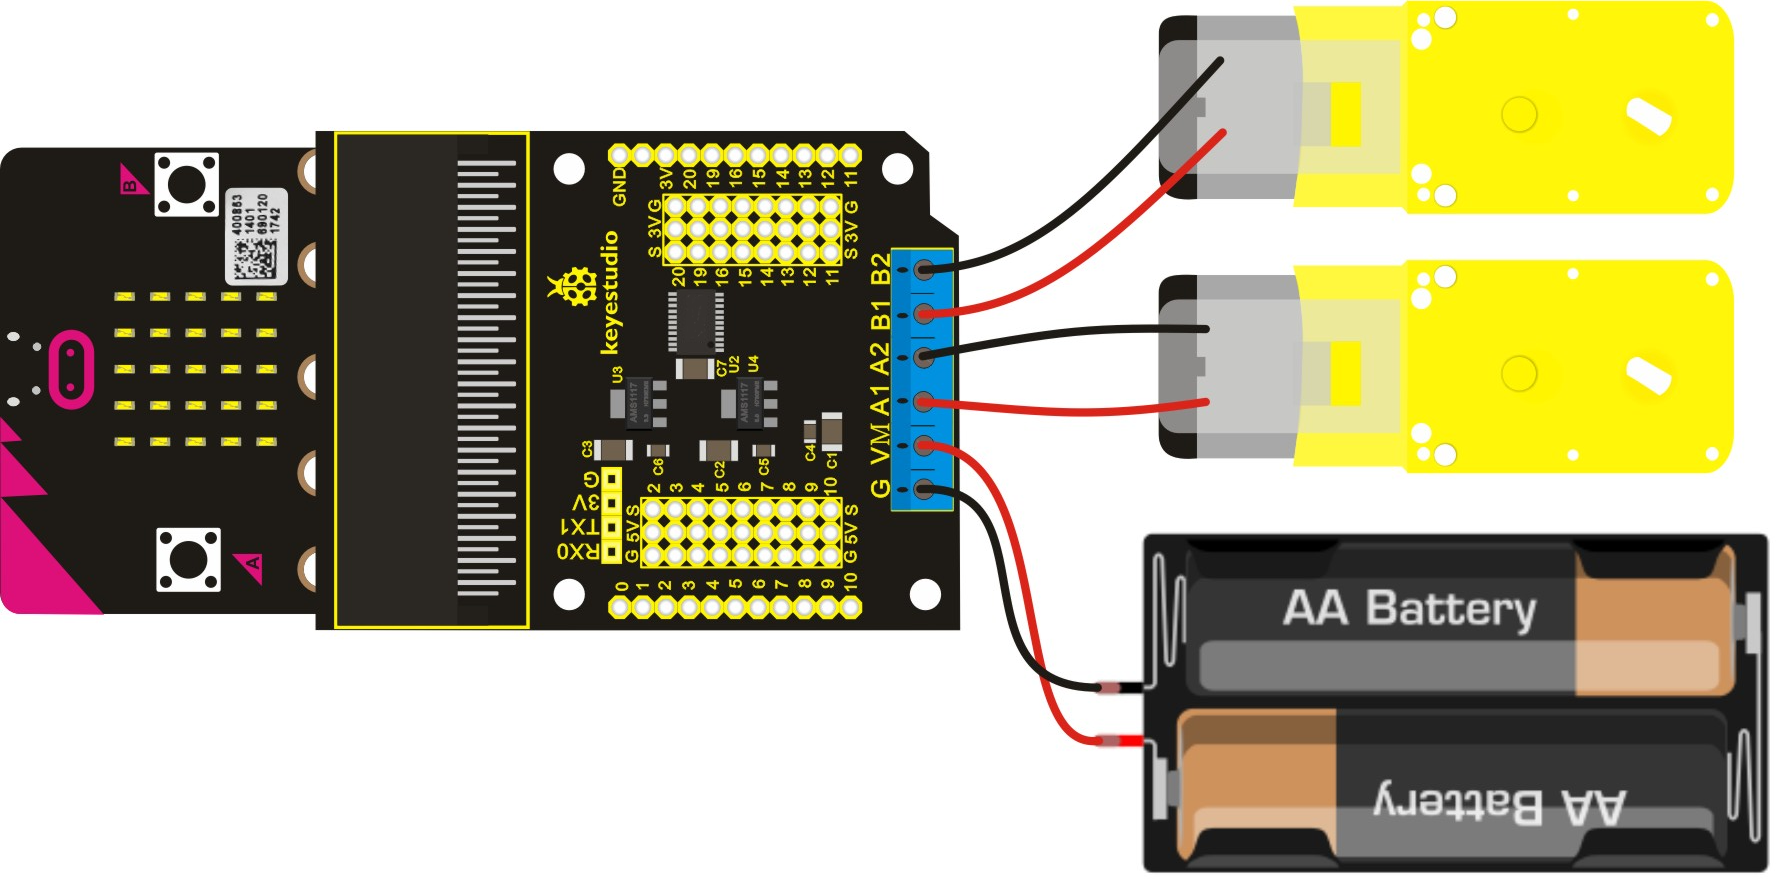 B
400863
1401
690120
1742
A
keyestudio
GND 3V 20 19 16 15 14 13 12 11
G G
3V 3V
S S
20 19 16 15 14 13 12 11
U3
C7
U2
U4
AMS1117
AMS1117
C3
C6
C2
C5
C4
C1
G
3V
TX1
RX0
2 3 4 5 6 7 8 9 10
S S
5V 5V
G G
0 1 2 3 4 5 6 7 8 9 10
B2
B1
A2
A1
VM
G
AA Battery
AA Battery